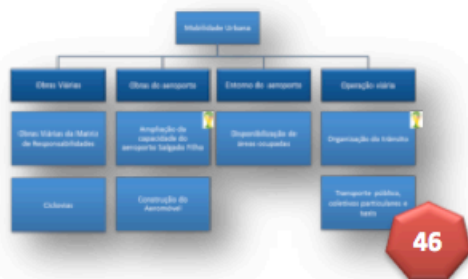 Mobilidade Urbana
Obras Viárias
Obras do aeroporto
Entorno do aeroporto
Operação viária
Obras Viárias da Matriz
de Responsabilidades
Ampliação da
capacidade do
aeroporto Salgado Filho
Disponibilização de
áreas ocupadas
Organização do trânsito
Ciclovias
Construção do
Aeromóvel
Transporte público,
coletivos particulares e
taxis
46